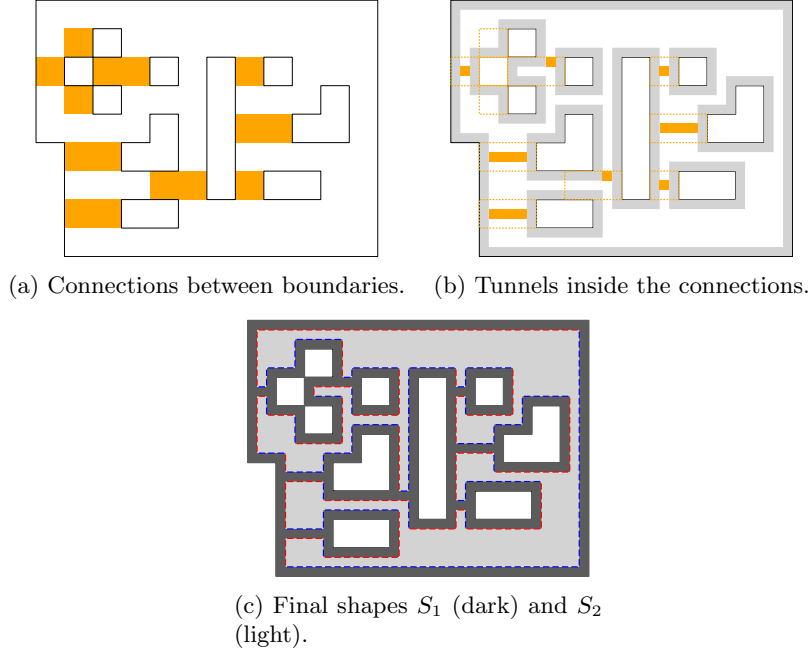 (a) Connections between boundaries.
(b) Tunnels inside the connections.
(c) Final shapes S₁ (dark) and S₂
(light).